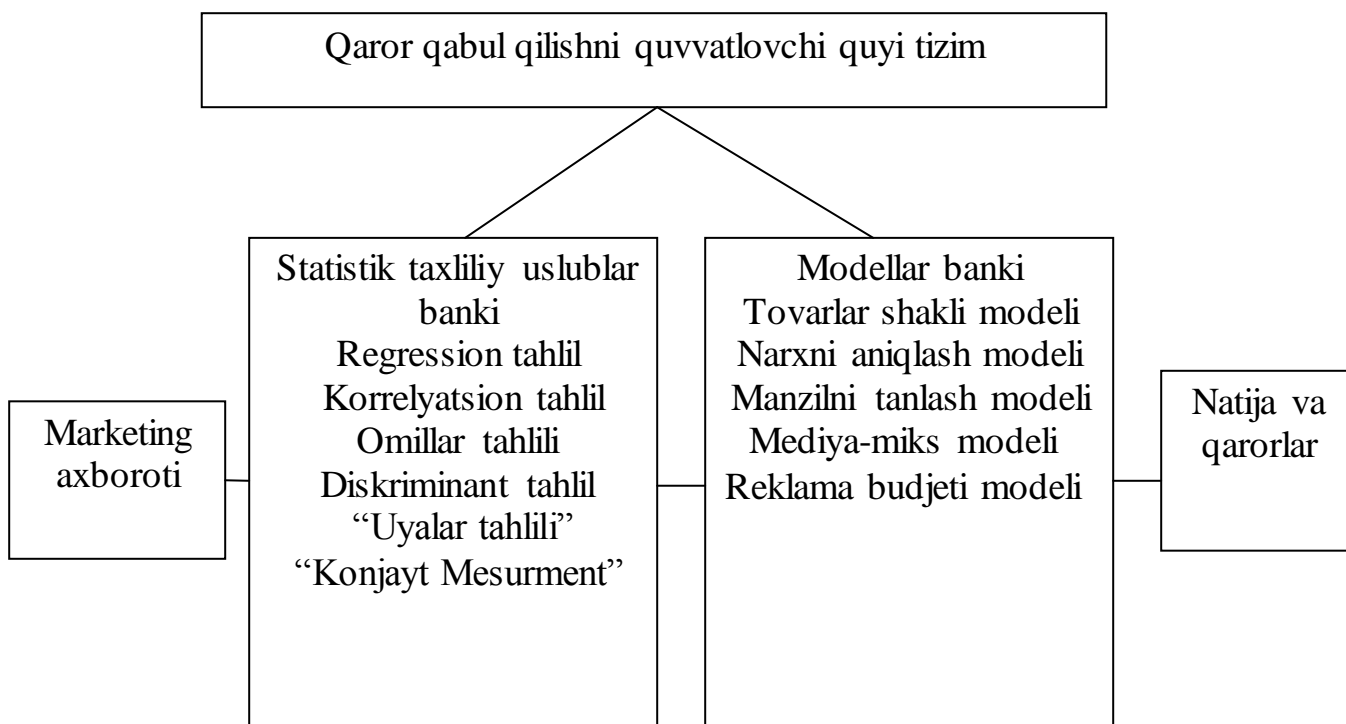 Qaror qabul qilishni quvvatlovchi quyi tizim
Statistik taxliliy uslublar
banki
Regression tahlil
Korrelyatsion tahlil
Omillar tahlili
Diskriminant tahlil
“Uyalar tahlili”
“Konjayt Mesurment”
Modellar banki
Tovarlar shakli modeli
Narxni aniqlash modeli
Manzilni tanlash modeli
Mediya-miks modeli
Reklama budjeti modeli
Marketing
axboroti
Natija va
qarorlar